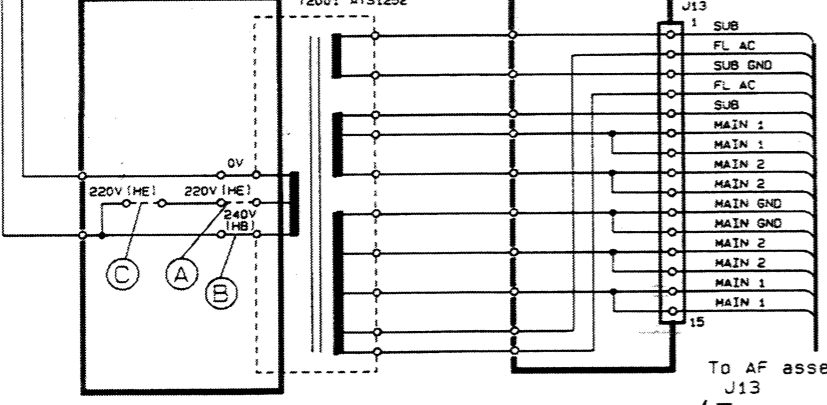 T2001 ATS1252
J13
1
SUB
FL AC
SUB GND
FL AC
SUB
MAIN 1
MAIN 1
MAIN 2
MAIN 2
MAIN GND
MAIN GND
MAIN 2
MAIN 2
MAIN 1
MAIN 1
15
0V
220V (HE)
220V (HE)
240V
(HB)
C
A
B
To AF asse
J13